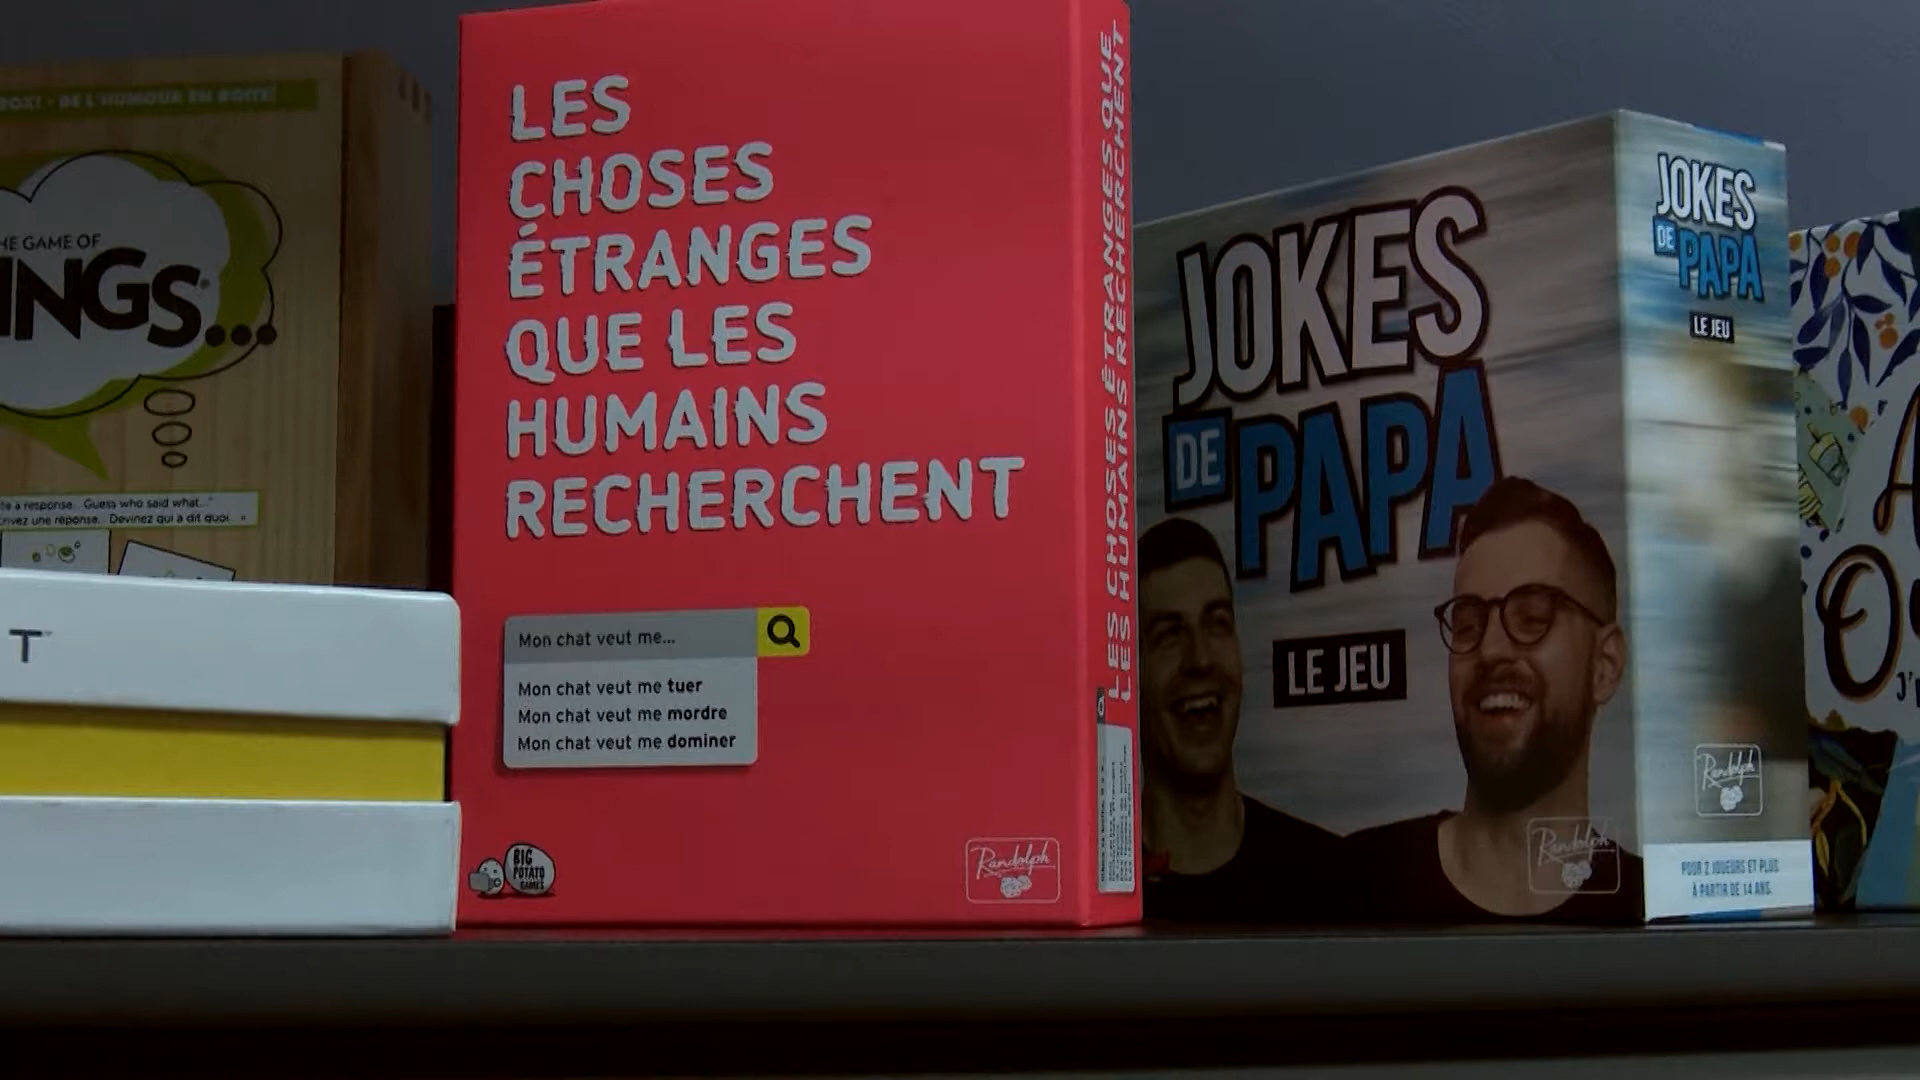 BOX! - DE L'HUMOUR EN BOÎTE!
THE GAME OF
INGS...
te a response... Guess who said what..."
crivez une réponse... Devinez qui a dit quoi... »
T
LES
CHOSES
ÉTRANGES
QUE LES
HUMAINS
RECHERCHENT
Mon chat veut me...
Mon chat veut me tuer
Mon chat veut me mordre
Mon chat veut me dominer
BIG
POTATO
GAMES
Randolph
LES CHOSES ÉTRANGES QUE
LES HUMAINS RECHERCHENT
JOKES
DE PAPA
LE JEU
Randolph
JOKES
DE PAPA
LE JEU
Randolph
POUR 2 JOUEURS ET PLUS.
À PARTIR DE 14 ANS.